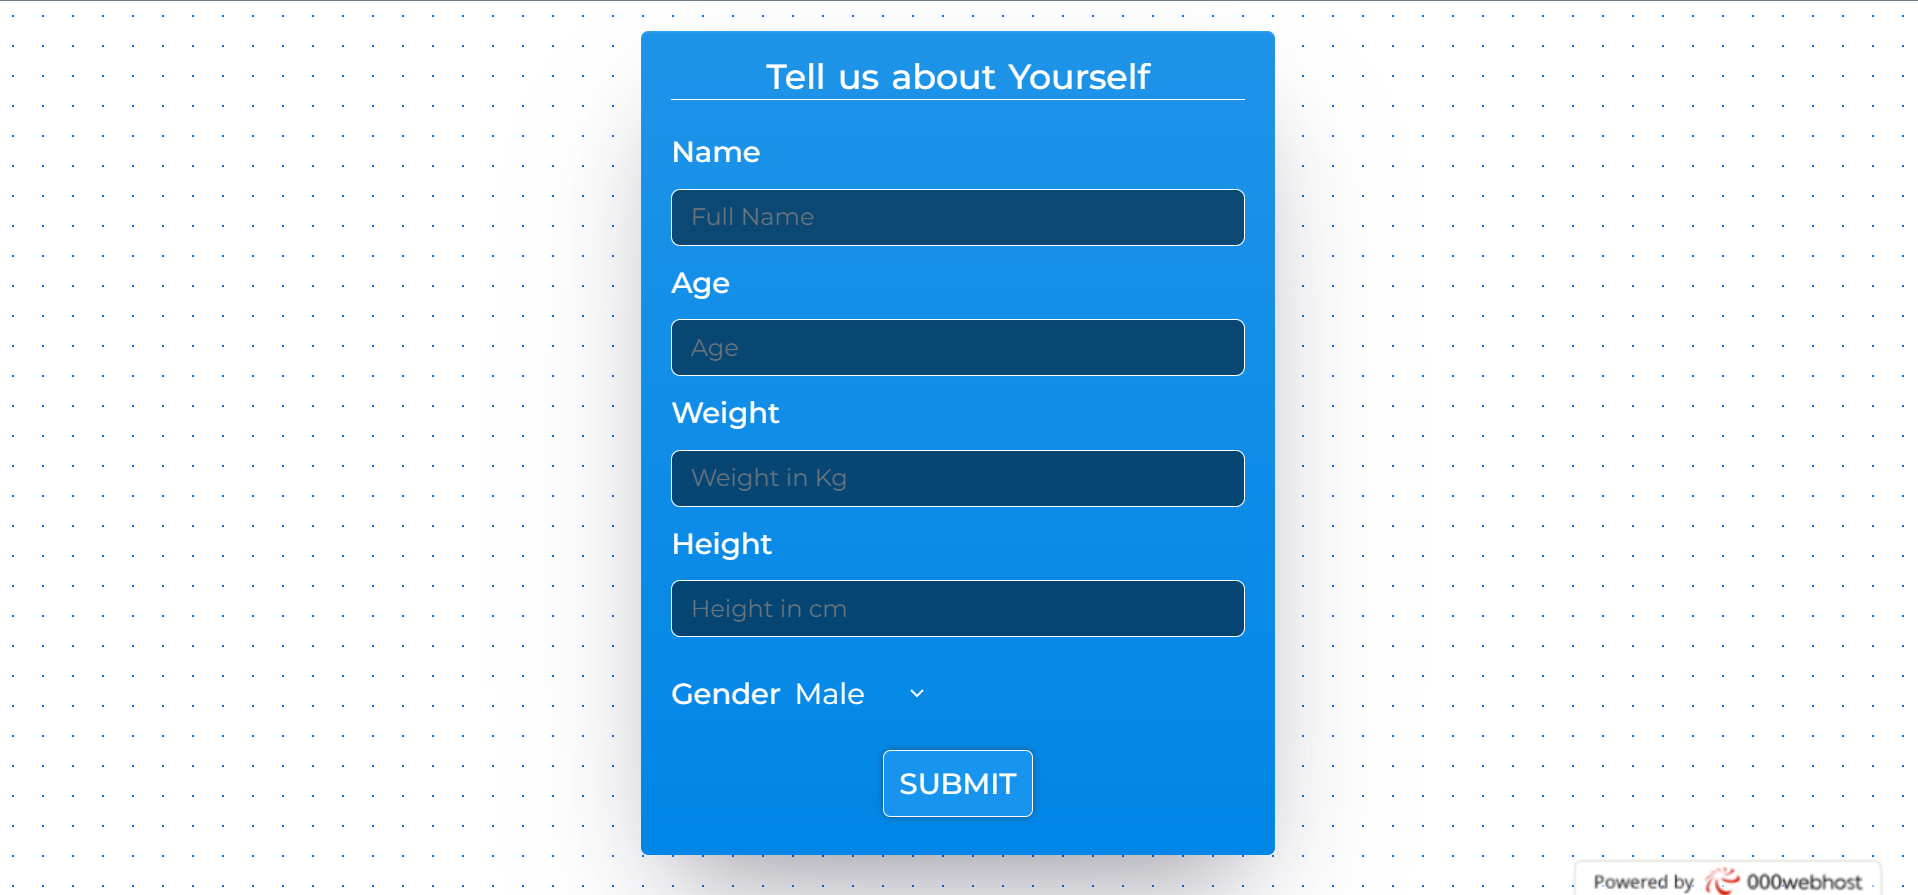 Tell us about Yourself
Name
Full Name
Age
Age
Weight
Weight in Kg
Height
Height in cm
Gender Male
SUBMIT
Powered by 000webhost